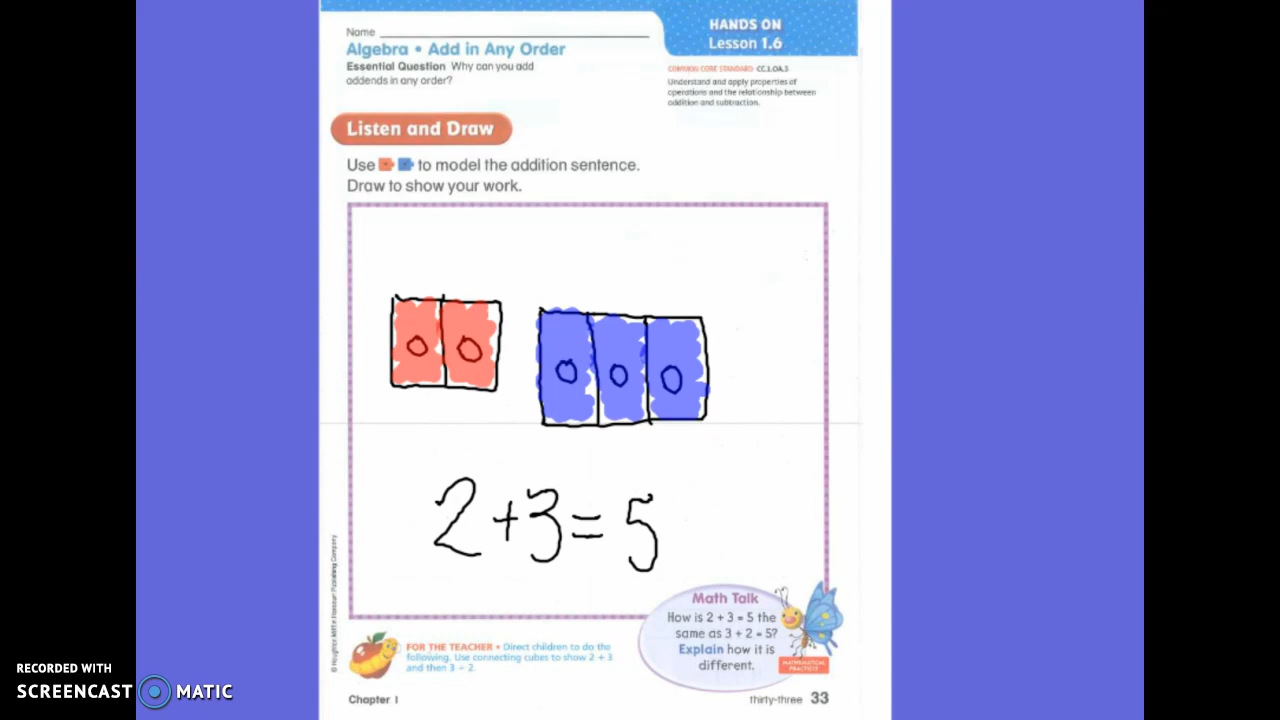 HANDS ON
Lesson 1.6
Name
Algebra • Add in Any Order
Essential Question Why can you add
addends in any order?
COMMON CORE STANDARD CC.1.OA.3
Understand and apply properties of
operations and the relationship between
addition and subtraction.
Listen and Draw
Use to model the addition sentence.
Draw to show your work.
2+3=5
Math Talk
How is 2 + 3 = 5 the
same as 3 + 2 = 5?
Explain how it is
different.
MATHEMATICAL
PRACTICES
FOR THE TEACHER • Direct children to do the
following. Use connecting cubes to show 2 + 3
and then 3 + 2.
© Houghton Mifflin Harcourt Publishing Company
Chapter 1
thirty-three 33
RECORDED WITH
SCREENCAST MATIC